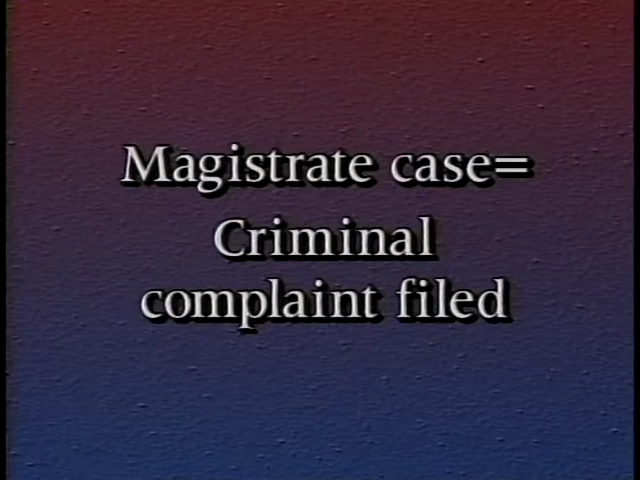 Magistrate case=
Criminal
complaint filed